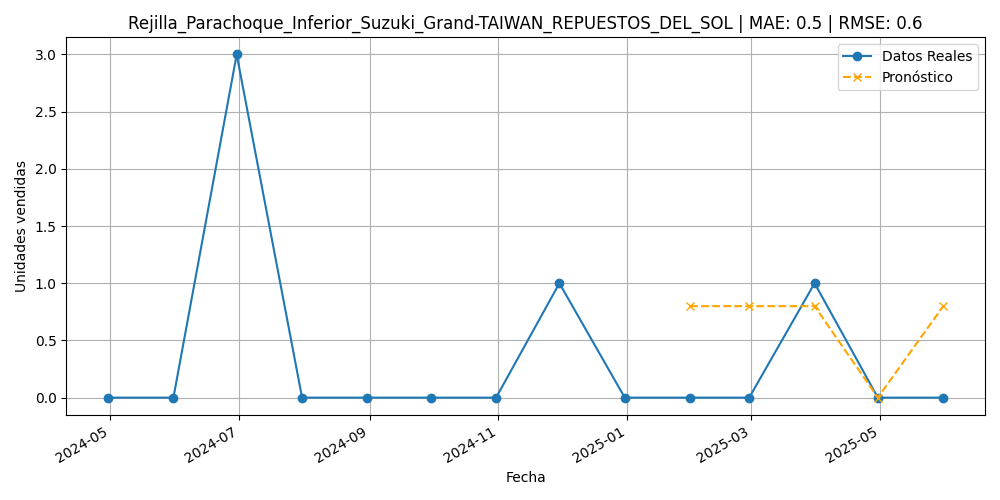 Rejilla_Parachoque_Inferior_Suzuki_Grand-TAIWAN_REPUESTOS_DEL_SOL | MAE: 0.5 | RMSE: 0.6
Datos Reales
Pronóstico
Unidades vendidas
3.0
2.5
2.0
1.5
1.0
0.5
0.0
2024-05
2024-07
2024-09
2024-11
2025-01
2025-03
2025-05
Fecha